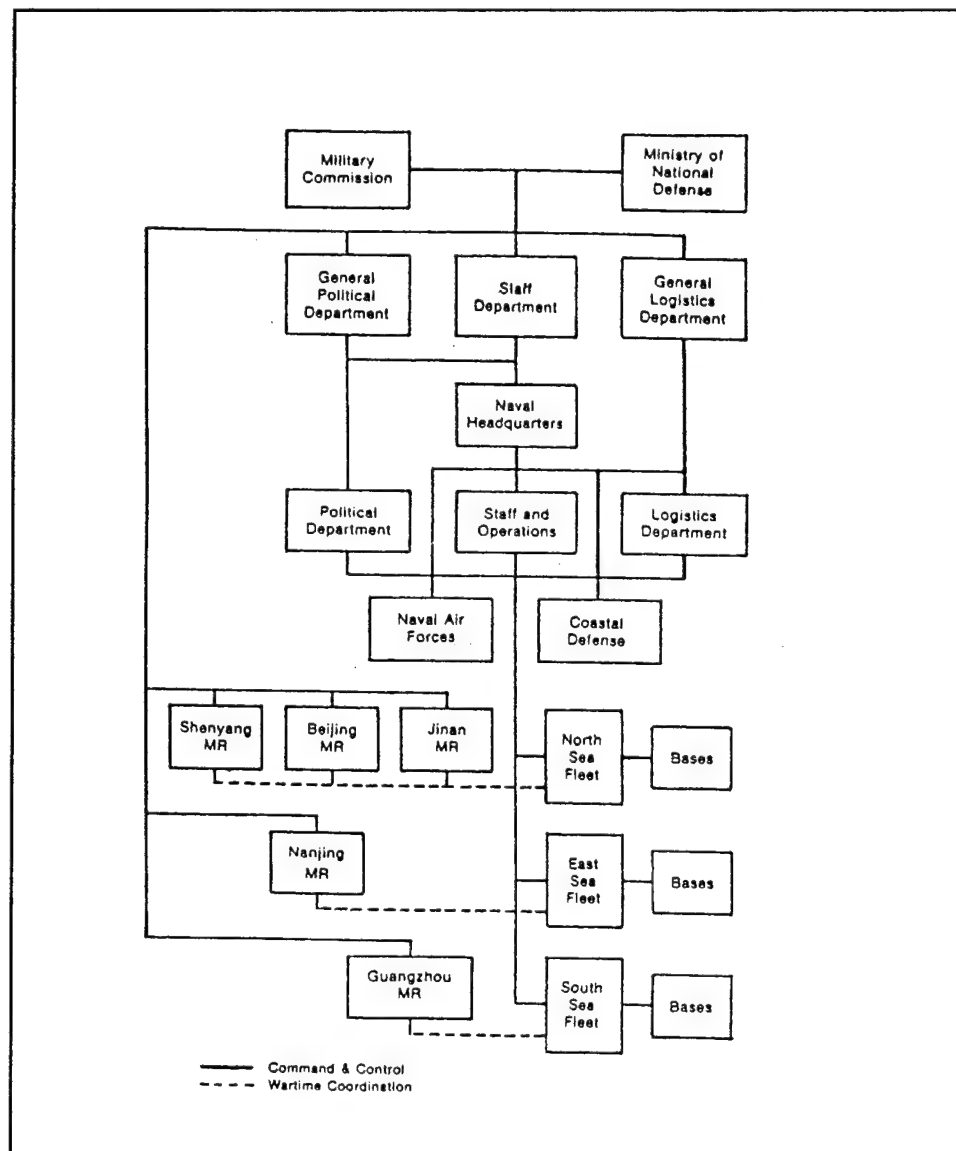 Military
Commission
Ministry of
National
Defense
General
Political
Department
Staff
Department
General
Logistics
Department
Naval
Headquarters
Political
Department
Staff and
Operations
Logistics
Department
Naval Air
Forces
Coastal
Defense
Shenyang
MR
Beijing
MR
Jinan
MR
North
Sea
Fleet
Bases
Nanjing
MR
East
Sea
Fleet
Bases
Guangzhou
MR
South
Sea
Fleet
Bases
Command & Control
Wartime Coordination